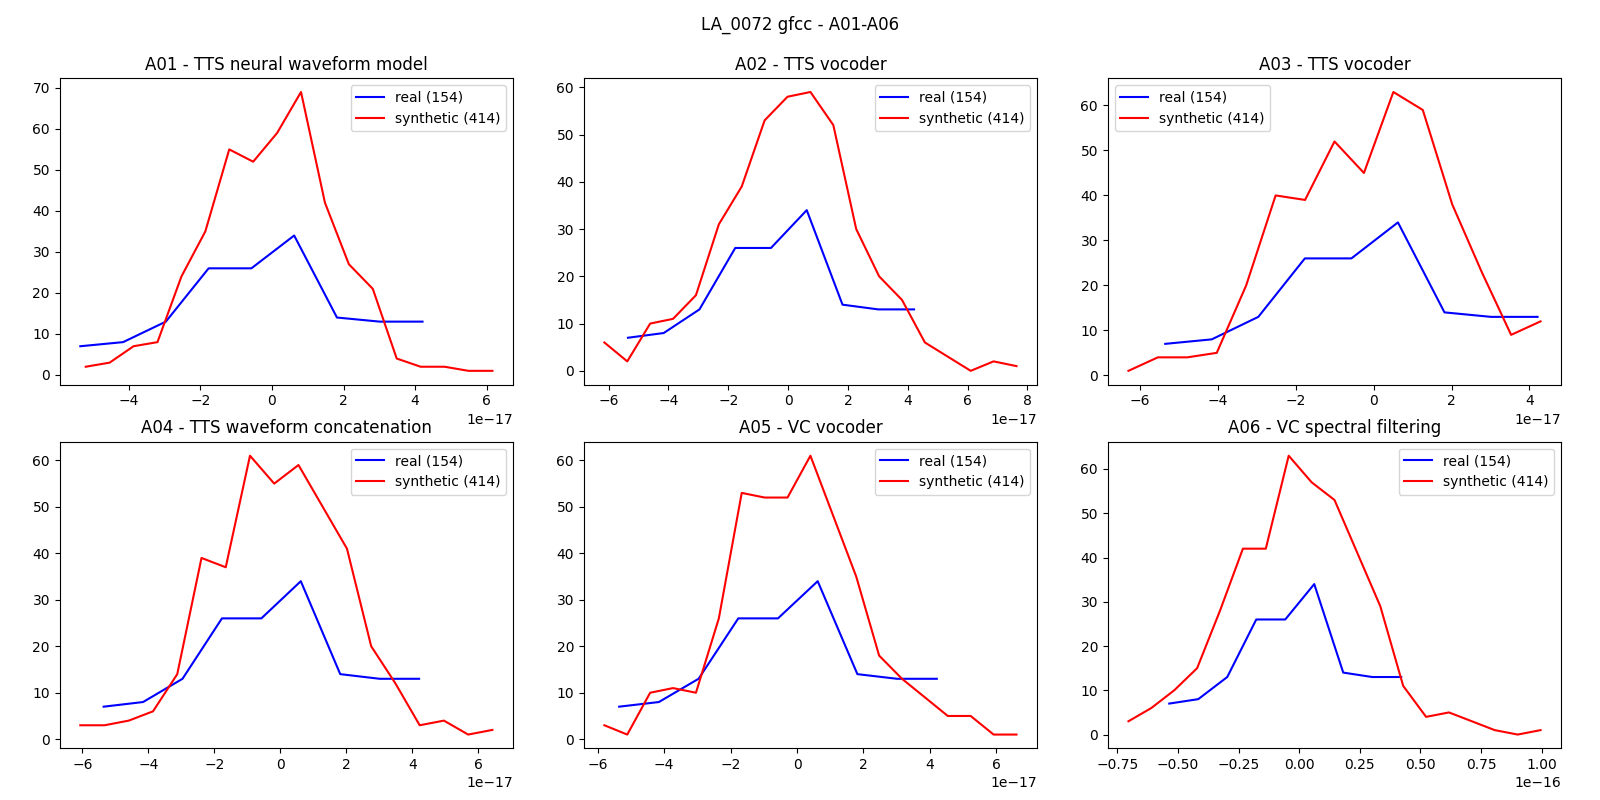 LA_0072 gfcc - A01-A06
A01 - TTS neural waveform model
70
60
50
40
30
20
10
0
real (154)
synthetic (414)
−4 −2 0 2 4 6
1e−17
A02 - TTS vocoder
60
50
40
30
20
10
0
real (154)
synthetic (414)
−6 −4 −2 0 2 4 6 8
1e−17
A03 - TTS vocoder
60
50
40
30
20
10
0
real (154)
synthetic (414)
−6 −4 −2 0 2 4
1e−17
A04 - TTS waveform concatenation
60
50
40
30
20
10
0
real (154)
synthetic (414)
−6 −4 −2 0 2 4 6
1e−17
A05 - VC vocoder
60
50
40
30
20
10
0
real (154)
synthetic (414)
−6 −4 −2 0 2 4 6
1e−17
A06 - VC spectral filtering
60
50
40
30
20
10
0
real (154)
synthetic (414)
−0.75 −0.50 −0.25 0.00 0.25 0.50 0.75 1.00
1e−16